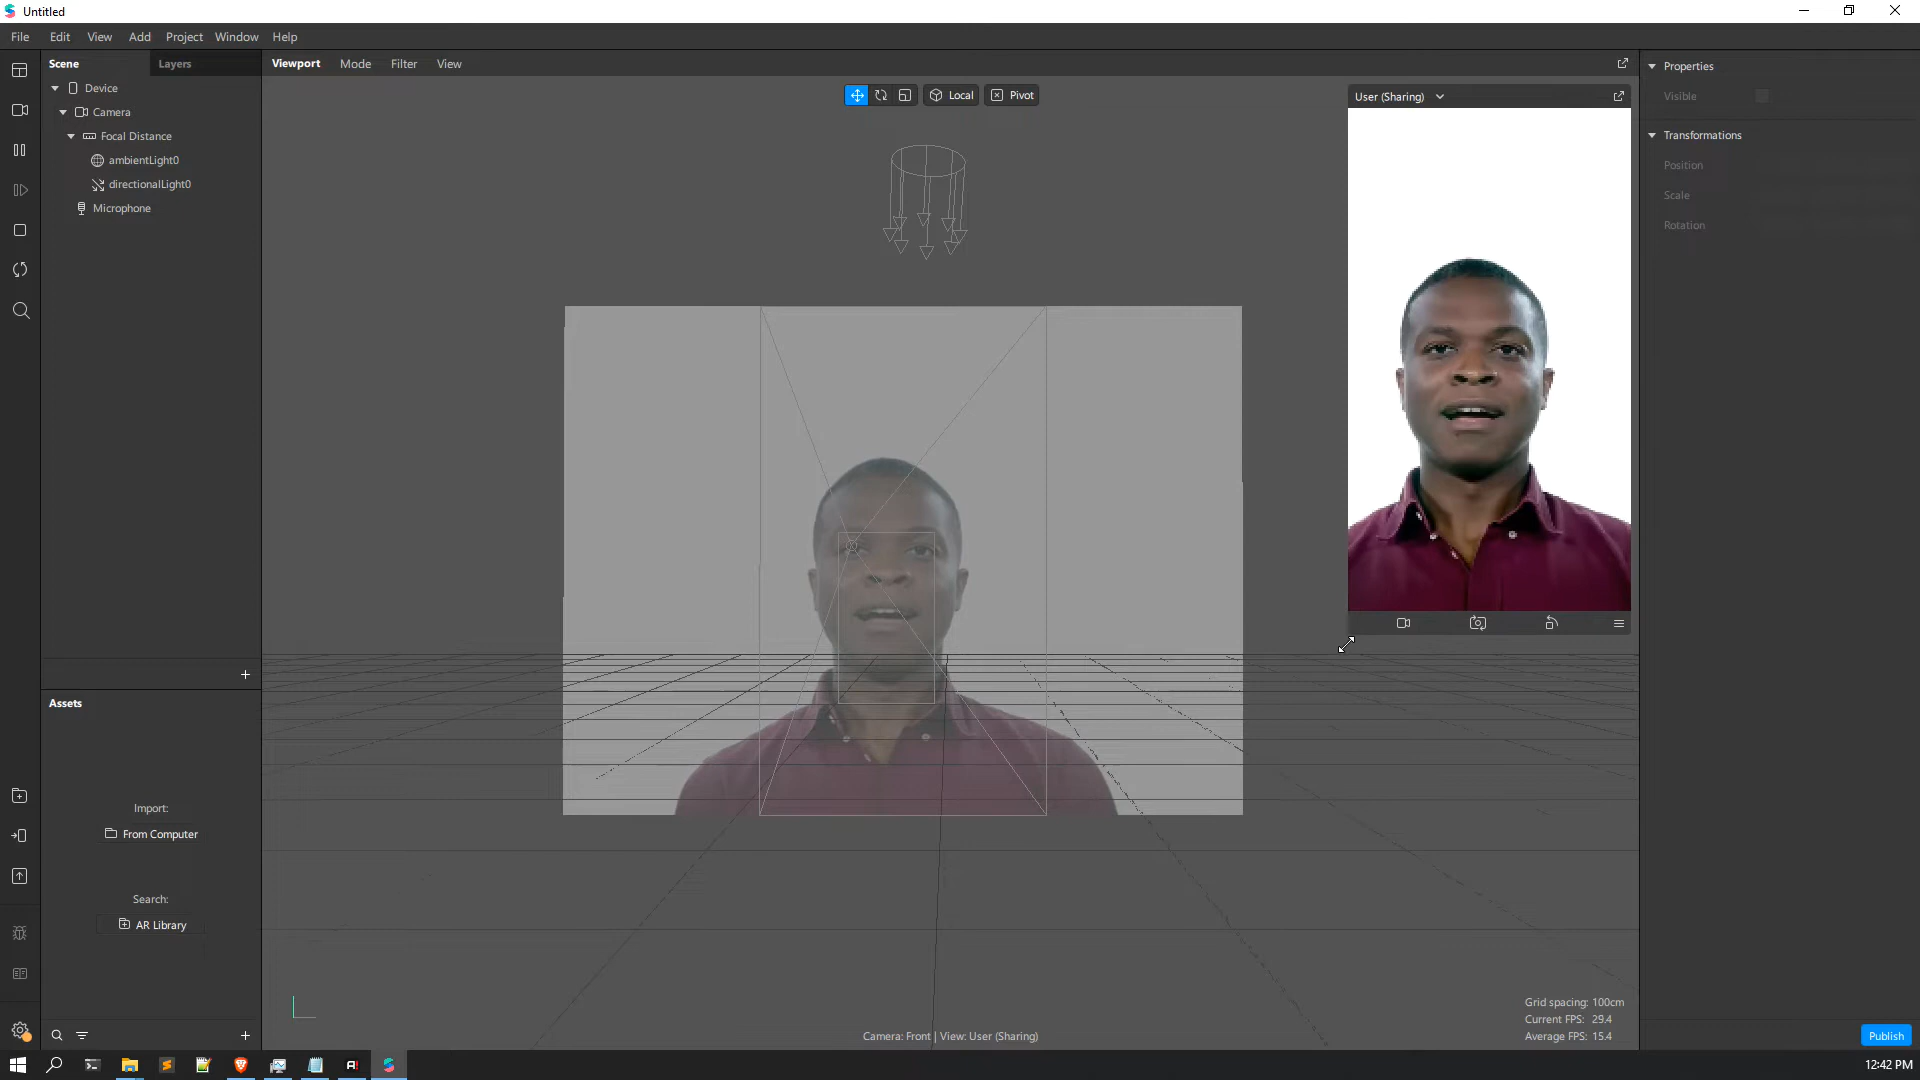 Untitled
File Edit View Add Project Window Help
Scene Layers
Device
Camera
Focal Distance
ambientLight0
directionalLight0
Microphone
Assets
Import:
From Computer
Search:
AR Library
Viewport Mode Filter View
Local Pivot
User (Sharing)
Camera: Front | View: User (Sharing)
Grid spacing: 100cm
Current FPS: 29.4
Average FPS: 15.4
Properties
Visible
Transformations
Position
Scale
Rotation
Publish
A!
12:42 PM